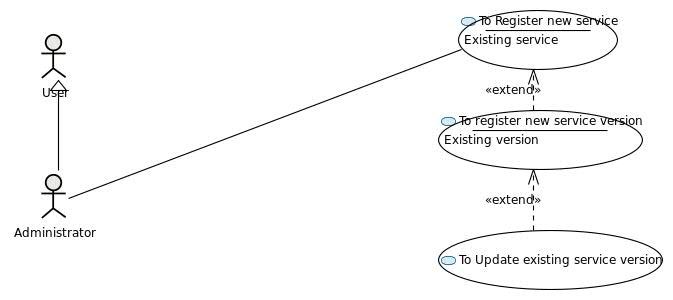 To Register new service
Existing service
User
«extend»
To register new service version
Existing version
«extend»
Administrator
To Update existing service version